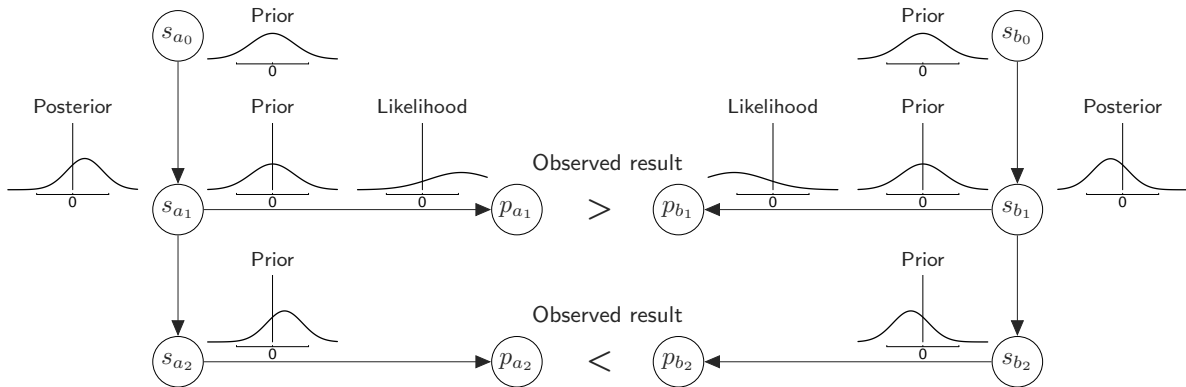 s_{a_0} Prior 0 Prior 0 s_{b_0}
Posterior 0 Prior 0 Likelihood 0 Observed result Likelihood 0 Prior 0 Posterior 0
s_{a_1} p_{a_1} > p_{b_1} s_{b_1}
Prior 0 Observed result Prior 0
s_{a_2} p_{a_2} < p_{b_2} s_{b_2}